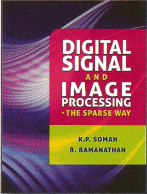 DIGITAL
SIGNAL
AND
IMAGE
PROCESSING
- THE SPARSE WAY
K.P. SOMAN
R. RAMANATHAN